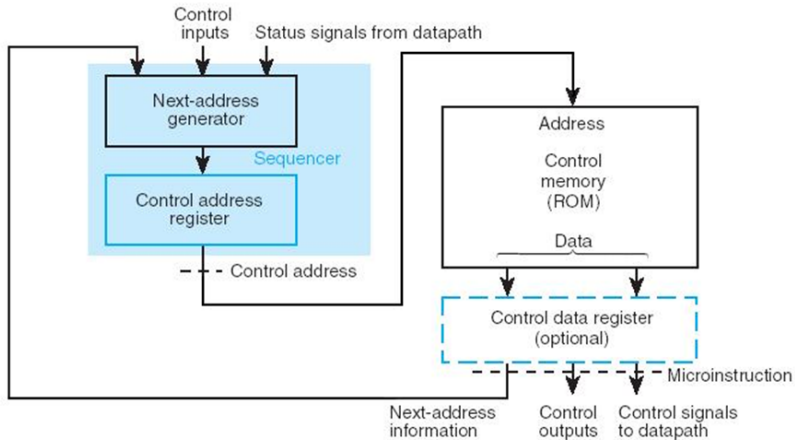 Control
inputs
Status signals from datapath
Next-address
generator
Sequencer
Control address
register
Control address
Address
Control
memory
(ROM)
Data
Control data register
(optional)
Microinstruction
Next-address
information
Control
outputs
Control signals
to datapath